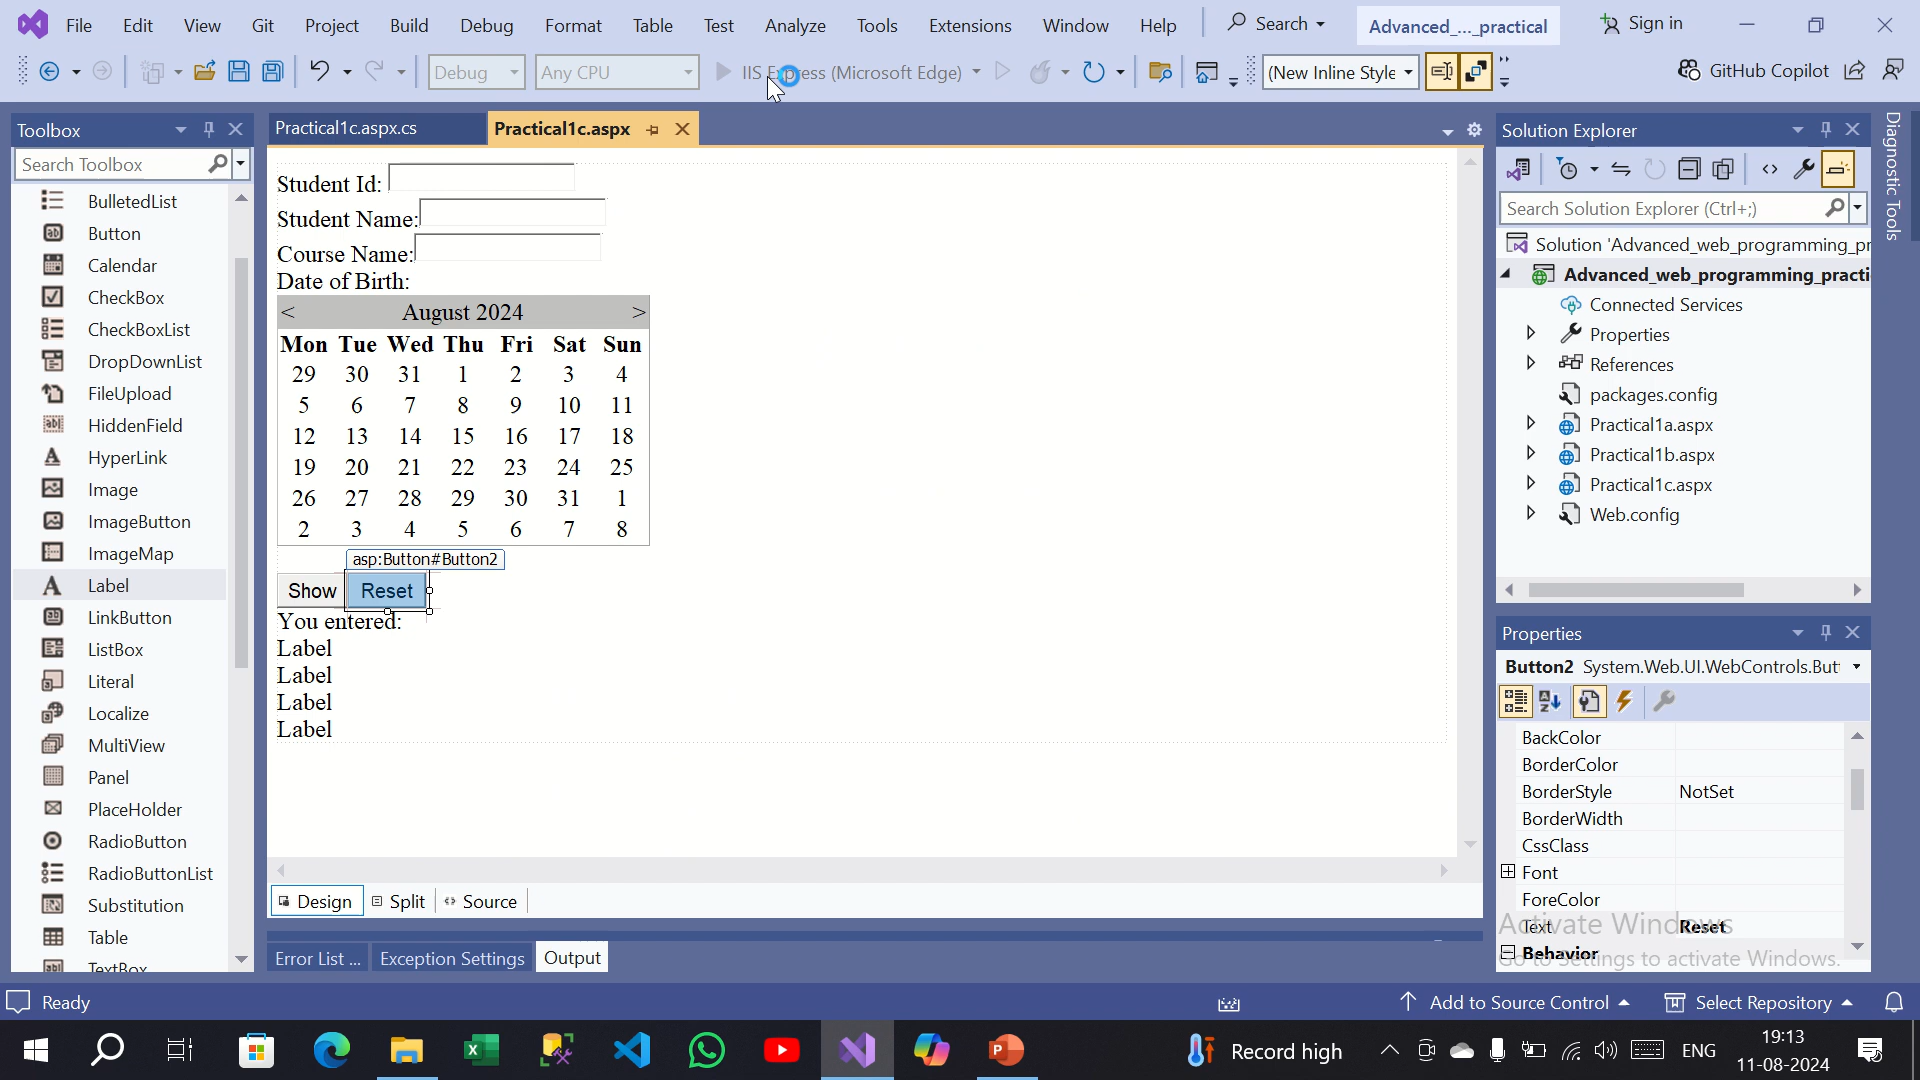 File Edit View Git Project Build Debug Format Table Test Analyze Tools Extensions Window Help Search Advanced_..._practical Sign in
Debug Any CPU IIS Express (Microsoft Edge) (New Inline Style GitHub Copilot
Toolbox
Search Toolbox
BulletedList
Button
Calendar
CheckBox
CheckBoxList
DropDownList
FileUpload
HiddenField
HyperLink
Image
ImageButton
ImageMap
Label
LinkButton
ListBox
Literal
Localize
MultiView
Panel
PlaceHolder
RadioButton
RadioButtonList
Substitution
Table
TextBox
Practical1c.aspx.cs Practical1c.aspx
Student Id:
Student Name:
Course Name:
Date of Birth:
< August 2024 >
Mon Tue Wed Thu Fri Sat Sun
29 30 31 1 2 3 4
5 6 7 8 9 10 11
12 13 14 15 16 17 18
19 20 21 22 23 24 25
26 27 28 29 30 31 1
2 3 4 5 6 7 8
asp:Button#Button2
Show Reset
You entered:
Label
Label
Label
Label
Design Split Source
Error List ... Exception Settings Output
Solution Explorer
Search Solution Explorer (Ctrl+;)
Solution 'Advanced_web_programming_pr
Advanced_web_programming_practi
Connected Services
Properties
References
packages.config
Practical1a.aspx
Practical1b.aspx
Practical1c.aspx
Web.config
Diagnostic Tools
Properties
Button2 System.Web.UI.WebControls.But
BackColor
BorderColor
BorderStyle NotSet
BorderWidth
CssClass
Font
ForeColor
Text Reset
Behavior
Activate Windows
Go to Settings to activate Windows.
Ready Add to Source Control Select Repository
Record high ENG 19:13
11-08-2024